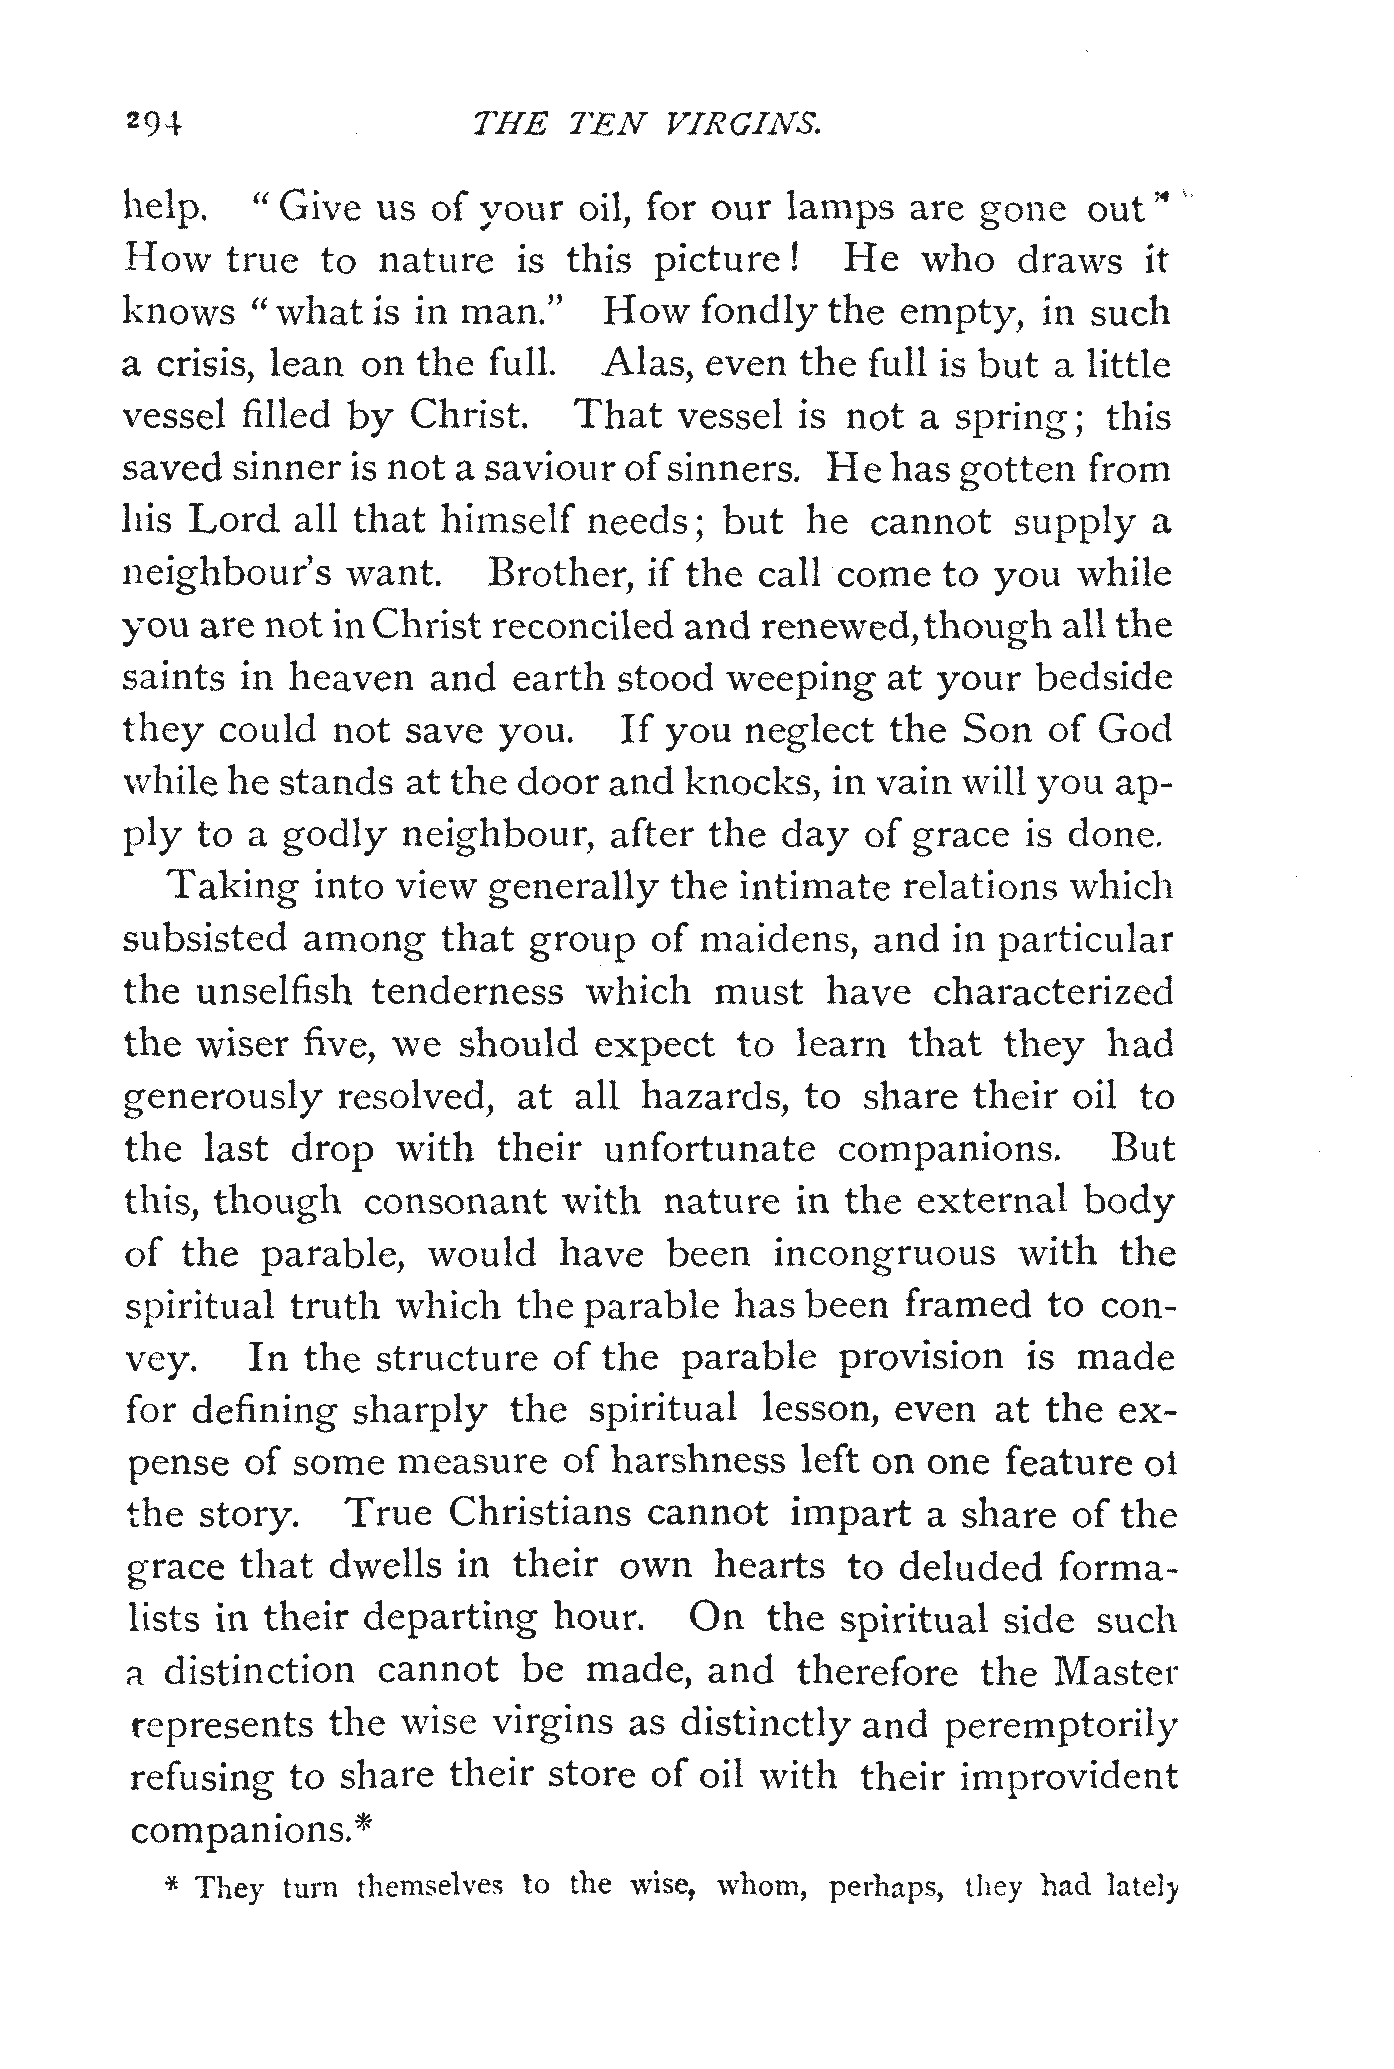 294 THE TEN VIRGINS.
help. “Give us of your oil, for our lamps are gone out”
How true to nature is this picture! He who draws it
knows “what is in man.” How fondly the empty, in such
a crisis, lean on the full. Alas, even the full is but a little
vessel filled by Christ. That vessel is not a spring; this
saved sinner is not a saviour of sinners. He has gotten from
his Lord all that himself needs; but he cannot supply a
neighbour’s want. Brother, if the call come to you while
you are not in Christ reconciled and renewed, though all the
saints in heaven and earth stood weeping at your bedside
they could not save you. If you neglect the Son of God
while he stands at the door and knocks, in vain will you ap-
ply to a godly neighbour, after the day of grace is done.
Taking into view generally the intimate relations which
subsisted among that group of maidens, and in particular
the unselfish tenderness which must have characterized
the wiser five, we should expect to learn that they had
generously resolved, at all hazards, to share their oil to
the last drop with their unfortunate companions. But
this, though consonant with nature in the external body
of the parable, would have been incongruous with the
spiritual truth which the parable has been framed to con-
vey. In the structure of the parable provision is made
for defining sharply the spiritual lesson, even at the ex-
pense of some measure of harshness left on one feature of
the story. True Christians cannot impart a share of the
grace that dwells in their own hearts to deluded forma-
lists in their departing hour. On the spiritual side such
a distinction cannot be made, and therefore the Master
represents the wise virgins as distinctly and peremptorily
refusing to share their store of oil with their improvident
companions.*
* They turn themselves to the wise, whom, perhaps, they had lately